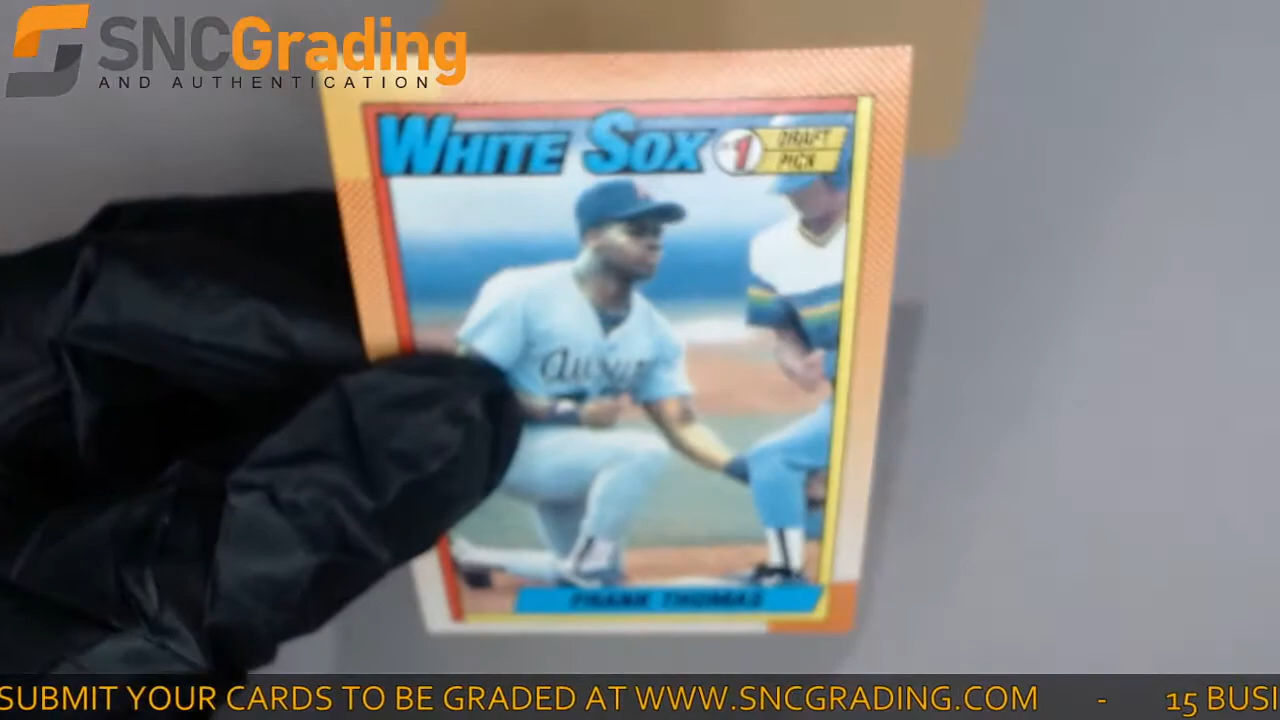 SNCGrading
AND AUTHENTICATION
WHITE SOX #1 DRAFT PICK
Auburn
FRANK THOMAS
SUBMIT YOUR CARDS TO BE GRADED AT WWW.SNCGRADING.COM - 15 BUSI